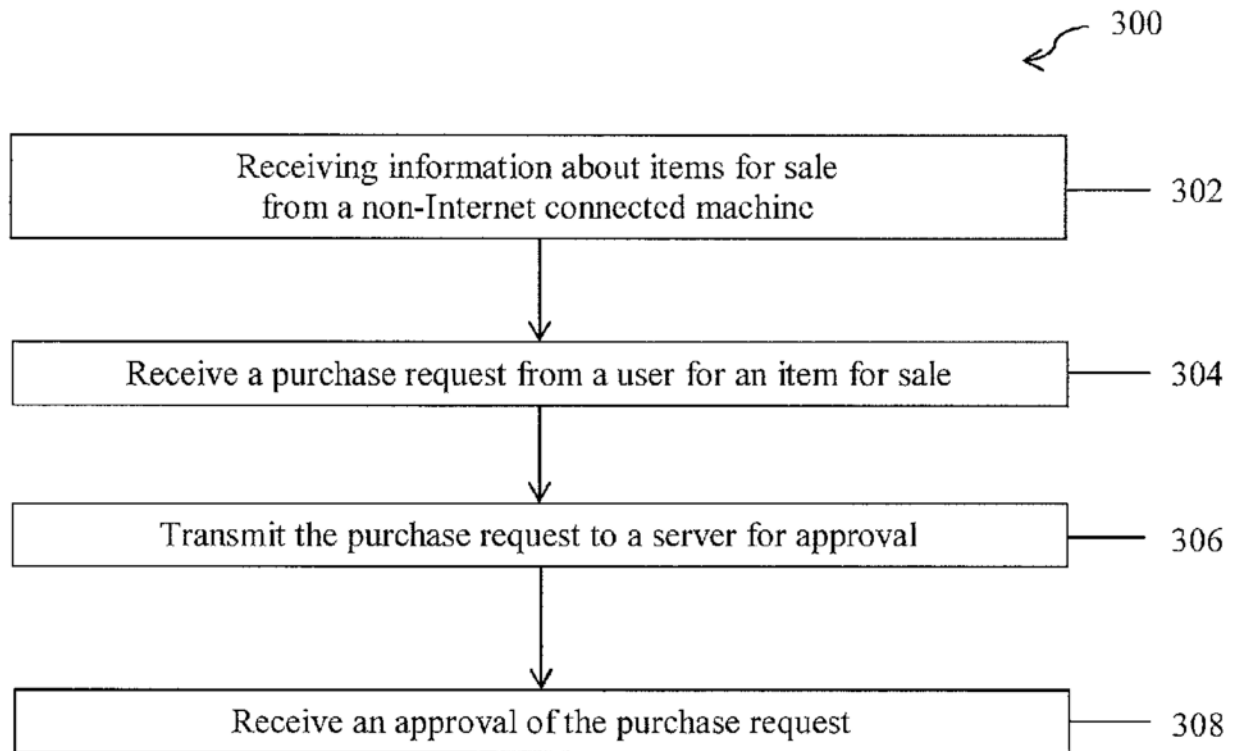 300
Receiving information about items for sale
from a non-Internet connected machine
302
Receive a purchase request from a user for an item for sale
304
Transmit the purchase request to a server for approval
306
Receive an approval of the purchase request
308